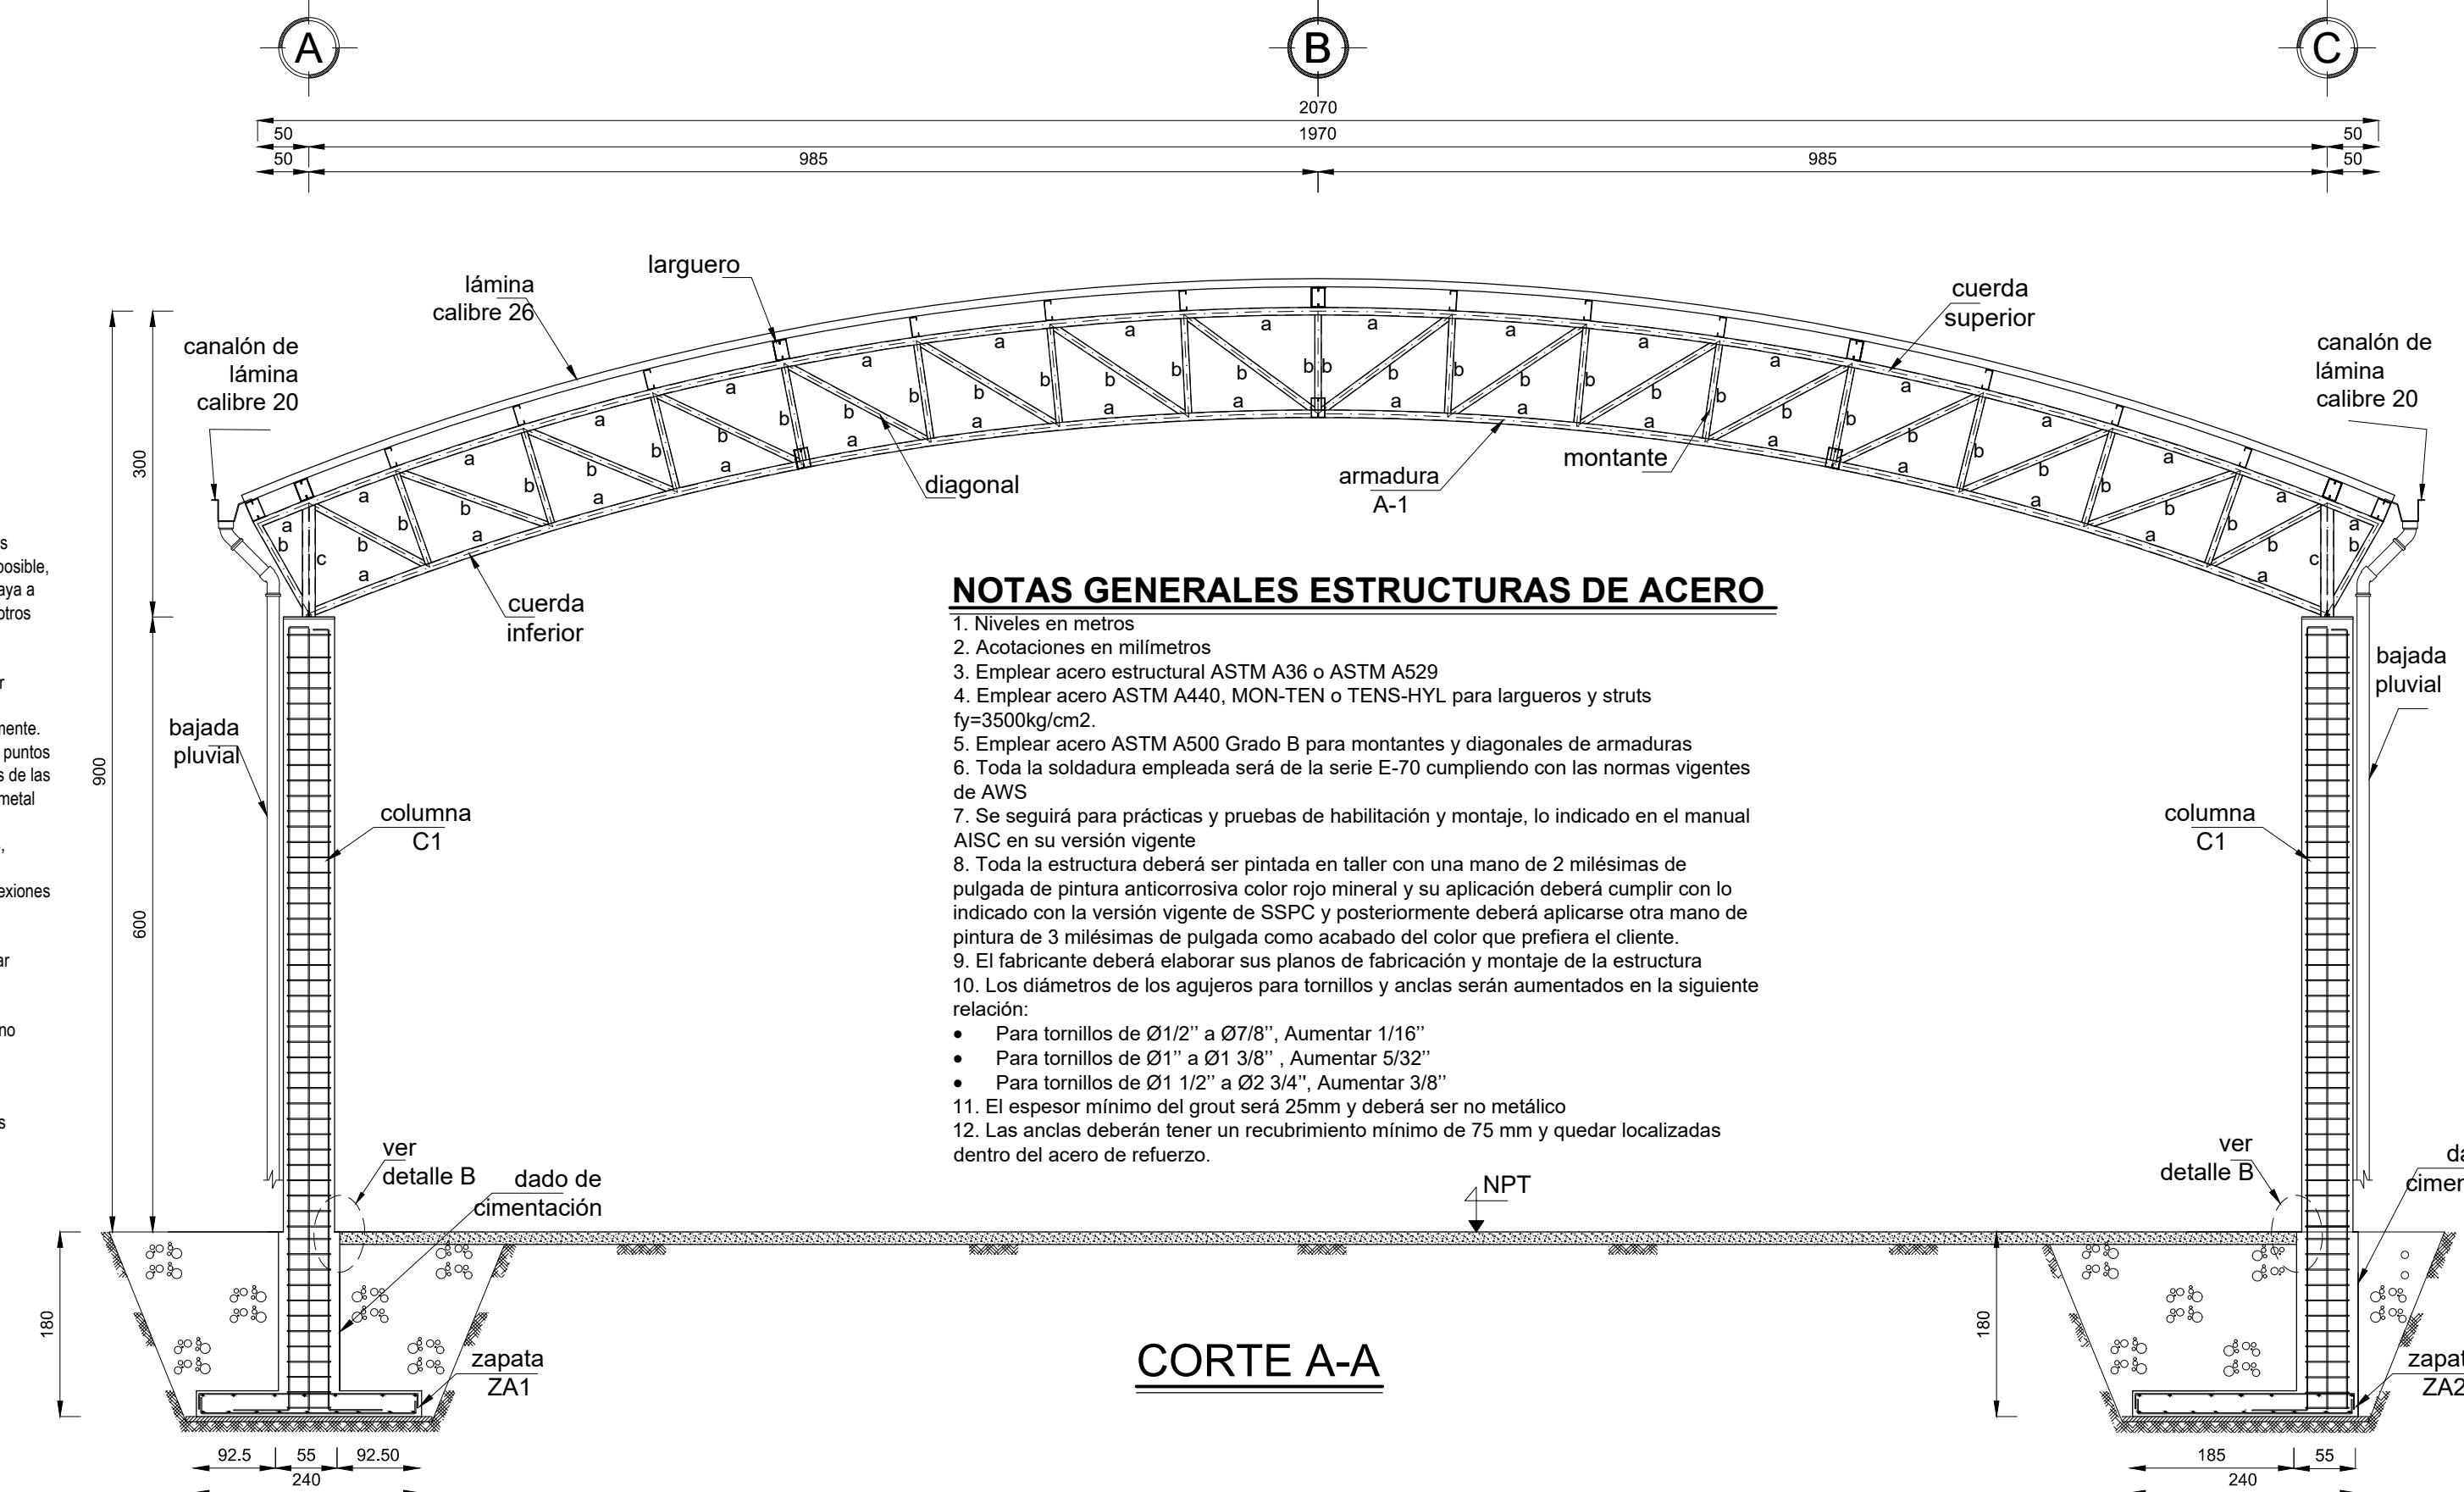 A
B
C
2070
50
1970
50
50
985
985
50
larguero
lámina
calibre 26
cuerda
superior
canalón de
lámina
calibre 20
canalón de
lámina
calibre 20
300
a a a a a a a a a a a a a a a a
b b b b b b b b b b b b b b b b
c
c
diagonal
armadura
A-1
montante
cuerda
inferior
posible,
aya a
otros
mente.
puntos
s de las
metal
exiones
ar
no
bajada
pluvial
900
600
columna
C1
NOTAS GENERALES ESTRUCTURAS DE ACERO
1. Niveles en metros
2. Acotaciones en milímetros
3. Emplear acero estructural ASTM A36 o ASTM A529
4. Emplear acero ASTM A440, MON-TEN o TENS-HYL para largueros y struts
fy=3500kg/cm2.
5. Emplear acero ASTM A500 Grado B para montantes y diagonales de armaduras
6. Toda la soldadura empleada será de la serie E-70 cumpliendo con las normas vigentes
de AWS
7. Se seguirá para prácticas y pruebas de habilitación y montaje, lo indicado en el manual
AISC en su versión vigente
8. Toda la estructura deberá ser pintada en taller con una mano de 2 milésimas de
pulgada de pintura anticorrosiva color rojo mineral y su aplicación deberá cumplir con lo
indicado con la versión vigente de SSPC y posteriormente deberá aplicarse otra mano de
pintura de 3 milésimas de pulgada como acabado del color que prefiera el cliente.
9. El fabricante deberá elaborar sus planos de fabricación y montaje de la estructura
10. Los diámetros de los agujeros para tornillos y anclas serán aumentados en la siguiente
relación:
• Para tornillos de Ø1/2’’ a Ø7/8’’, Aumentar 1/16’’
• Para tornillos de Ø1’’ a Ø1 3/8’’ , Aumentar 5/32’’
• Para tornillos de Ø1 1/2’’ a Ø2 3/4’’, Aumentar 3/8’’
11. El espesor mínimo del grout será 25mm y deberá ser no metálico
12. Las anclas deberán tener un recubrimiento mínimo de 75 mm y quedar localizadas
dentro del acero de refuerzo.
bajada
pluvial
columna
C1
ver
detalle B
dado de
cimentación
NPT
ver
detalle B
da
cimen
180
zapata
ZA1
CORTE A-A
180
zapat
ZA2
92.5
55
92.50
240
185
55
240